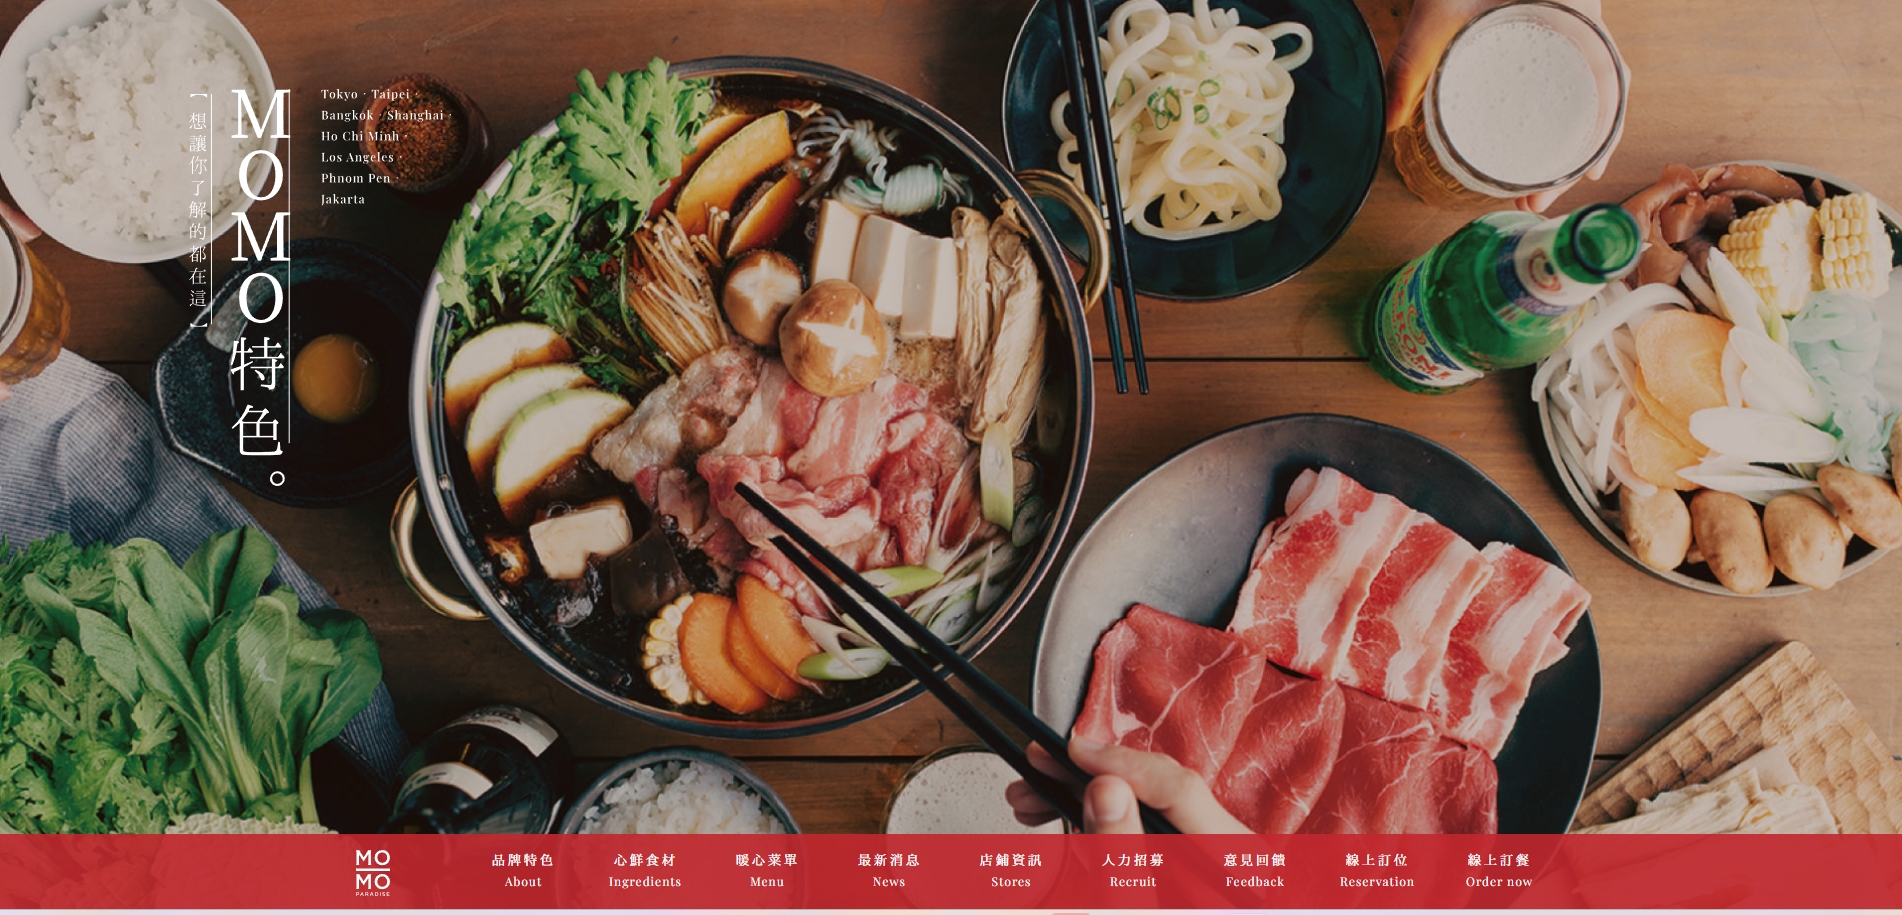 【想讓你了解的都在這】
MOMO特色。
Tokyo · Taipei ·
Bangkok · Shanghai ·
Ho Chi Minh ·
Los Angeles ·
Phnom Pen ·
Jakarta
MO
MO
PARADISE
品牌特色
About
心鮮食材
Ingredients
暖心菜單
Menu
最新消息
News
店鋪資訊
Stores
人力招募
Recruit
意見回饋
Feedback
線上訂位
Reservation
線上訂餐
Order now